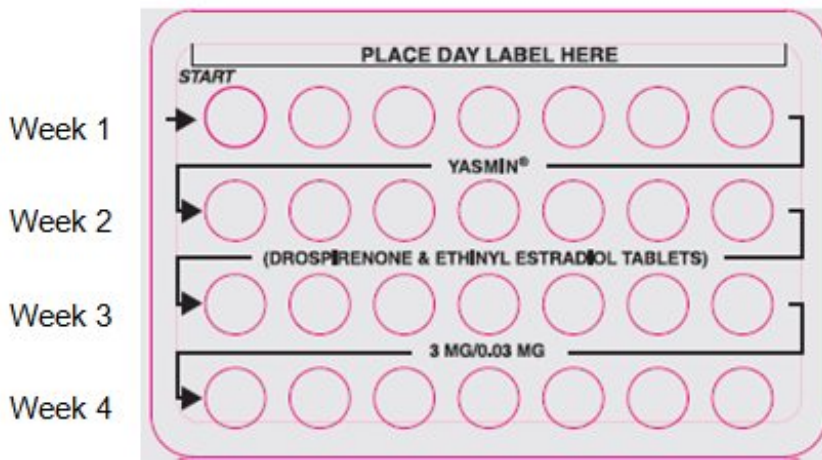 PLACE DAY LABEL HERE
START
Week 1
YASMIN®
Week 2
(DROSPIRENONE & ETHINYL ESTRADIOL TABLETS)
Week 3
3 MG/0.03 MG
Week 4